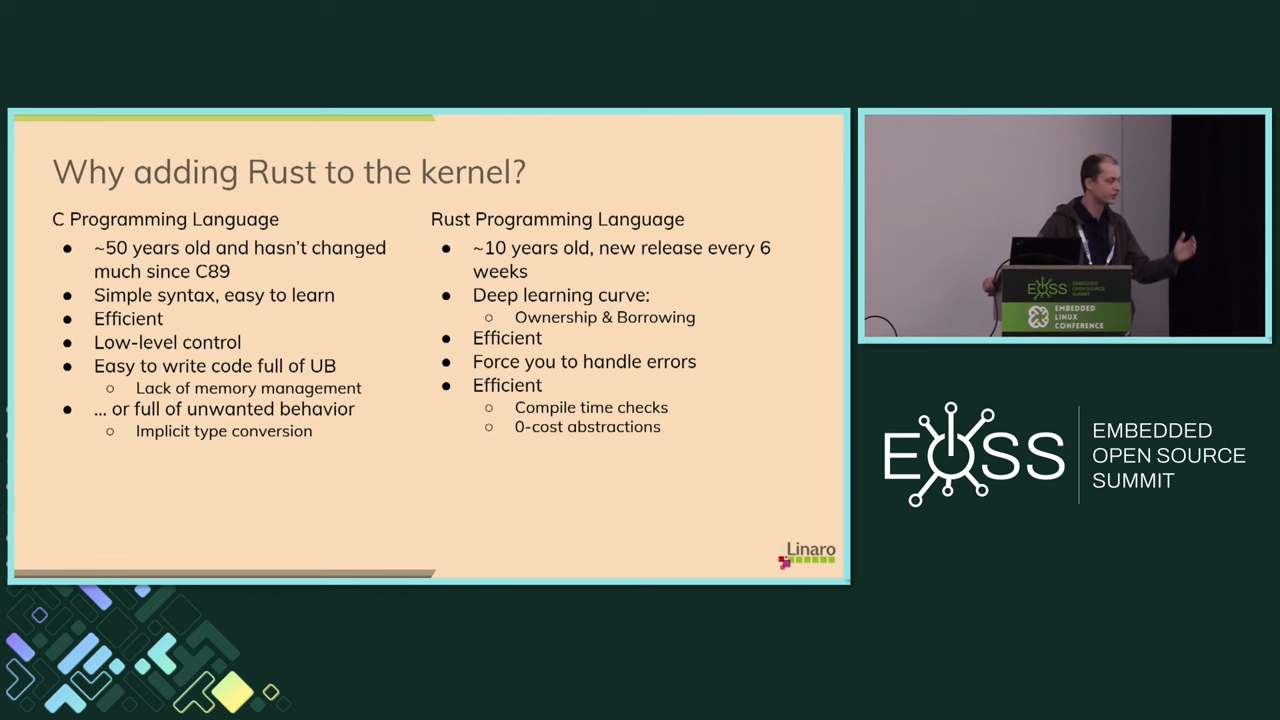 Why adding Rust to the kernel?
C Programming Language
~50 years old and hasn't changed
much since C89
Simple syntax, easy to learn
Efficient
Low-level control
Easy to write code full of UB
Lack of memory management
... or full of unwanted behavior
Implicit type conversion
Rust Programming Language
~10 years old, new release every 6
weeks
Deep learning curve:
Ownership & Borrowing
Efficient
Force you to handle errors
Efficient
Compile time checks
0-cost abstractions
Linaro
EOSS
EMBEDDED
OPEN SOURCE
SUMMIT
EMBEDDED
LINUX
CONFERENCE
EOSS
EMBEDDED
OPEN SOURCE
SUMMIT